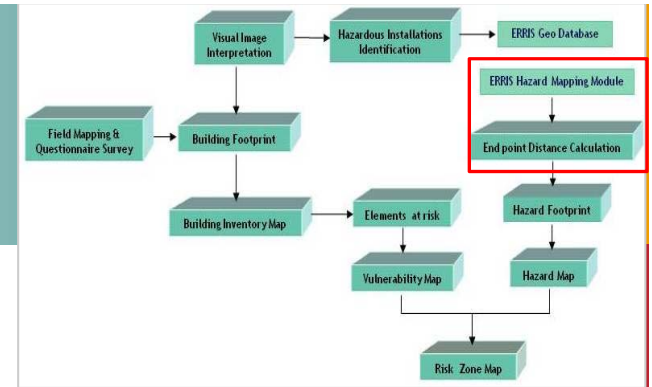 Visual Image
Interpretation
Hazardous Installations
Identification
ERRIS Geo Database
ERRIS Hazard Mapping Module
Field Mapping &
Questionnaire Survey
Building Footprint
End point Distance Calculation
Building Inventory Map
Elements at risk
Hazard Footprint
Vulnerability Map
Hazard Map
Risk Zone Map